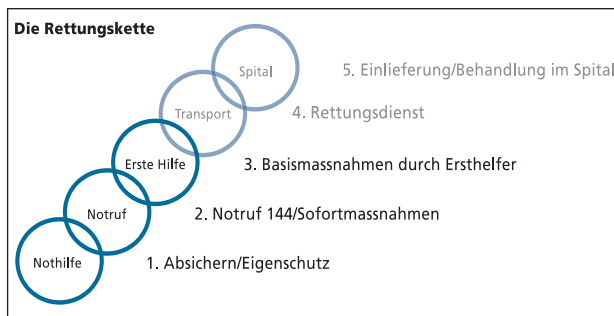 Die Rettungskette
Spital
5. Einlieferung/Behandlung im Spital
Transport
4. Rettungsdienst
Erste Hilfe
3. Basismassnahmen durch Ersthelfer
Notruf
2. Notruf 144/Sofortmassnahmen
Nothilfe
1. Absichern/Eigenschutz